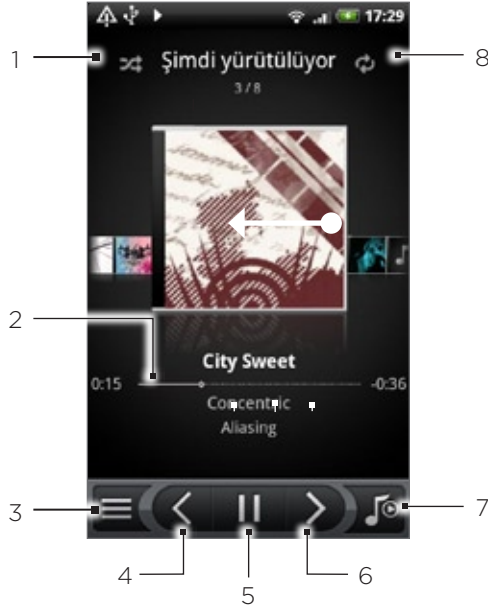 17:29
1
Şimdi yürütülüyor
8
3 / 8
2
City Sweet
0:15
-0:36
Concentric
Aliasing
3
7
4
5
6